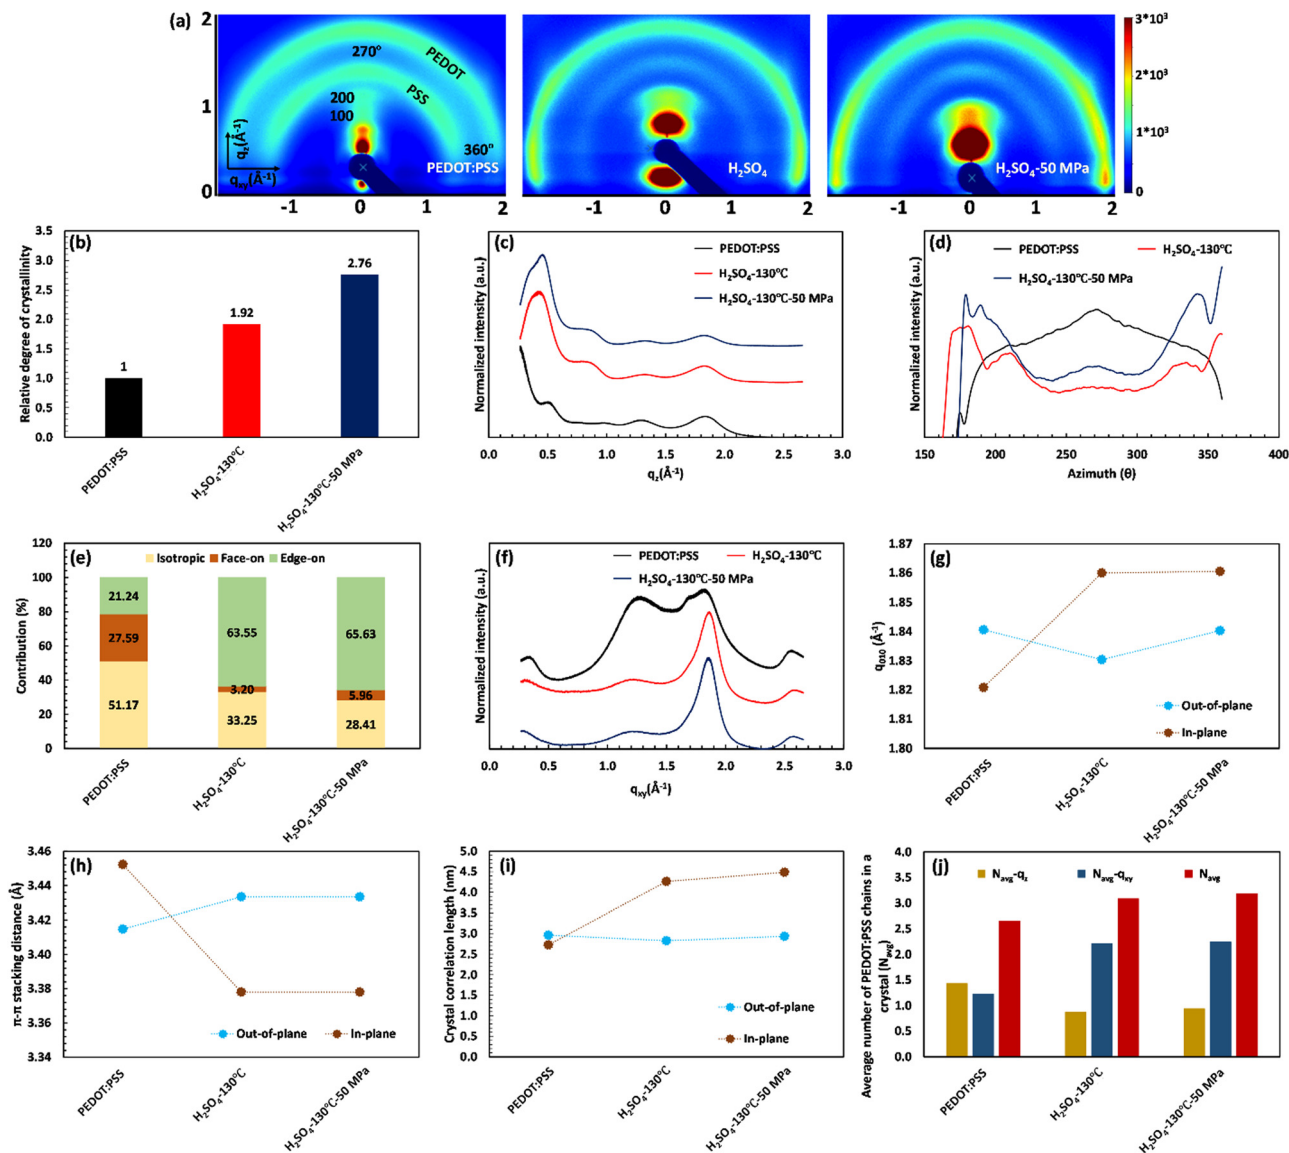 (a)
2
1
0
q_z(Å⁻¹)
q_xy(Å⁻¹)
270°
PEDOT
PSS
200
100
360°
PEDOT:PSS
-1 0 1 2
H₂SO₄
-1 0 1 2
H₂SO₄-50 MPa
-1 0 1 2
3*10³
2*10³
1*10³
0
(b)
Relative degree of crystallinity
3.5
3.0
2.5
2.0
1.5
1.0
0.5
0.0
1
1.92
2.76
PEDOT:PSS
H₂SO₄-130°C
H₂SO₄-130°C-50 MPa
(c)
Normalized intensity (a.u.)
PEDOT:PSS
H₂SO₄-130°C
H₂SO₄-130°C-50 MPa
0.0 0.5 1.0 1.5 2.0 2.5 3.0
q_z(Å⁻¹)
(d)
Normalized intensity (a.u.)
PEDOT:PSS H₂SO₄-130°C
H₂SO₄-130°C-50 MPa
150 200 250 300 350 400
Azimuth (θ)
(e)
Contribution (%)
120
100
80
60
40
20
0
Isotropic Face-on Edge-on
21.24
27.59
51.17
63.55
3.20
33.25
65.63
5.96
28.41
PEDOT:PSS
H₂SO₄-130°C
H₂SO₄-130°C-50 MPa
(f)
Normalized intensity (a.u.)
PEDOT:PSS H₂SO₄-130°C
H₂SO₄-130°C-50 MPa
0.0 0.5 1.0 1.5 2.0 2.5 3.0
q_xy(Å⁻¹)
(g)
q₀₁₀ (Å⁻¹)
1.87
1.86
1.85
1.84
1.83
1.82
1.81
1.80
Out-of-plane
In-plane
PEDOT:PSS
H₂SO₄-130°C
H₂SO₄-130°C-50 MPa
(h)
π-π stacking distance (Å)
3.46
3.44
3.42
3.40
3.38
3.36
3.34
Out-of-plane In-plane
PEDOT:PSS
H₂SO₄-130°C
H₂SO₄-130°C-50 MPa
(i)
Crystal correlation length (nm)
5.0
4.5
4.0
3.5
3.0
2.5
2.0
1.5
1.0
0.5
0.0
Out-of-plane
In-plane
PEDOT:PSS
H₂SO₄-130°C
H₂SO₄-130°C-50 MPa
(j)
Average number of PEDOT:PSS chains in a
crystal (N_avg)
4.0
3.5
3.0
2.5
2.0
1.5
1.0
0.5
0.0
N_avg-q_z N_avg-q_xy N_avg
PEDOT:PSS
H₂SO₄-130°C
H₂SO₄-130°C-50 MPa